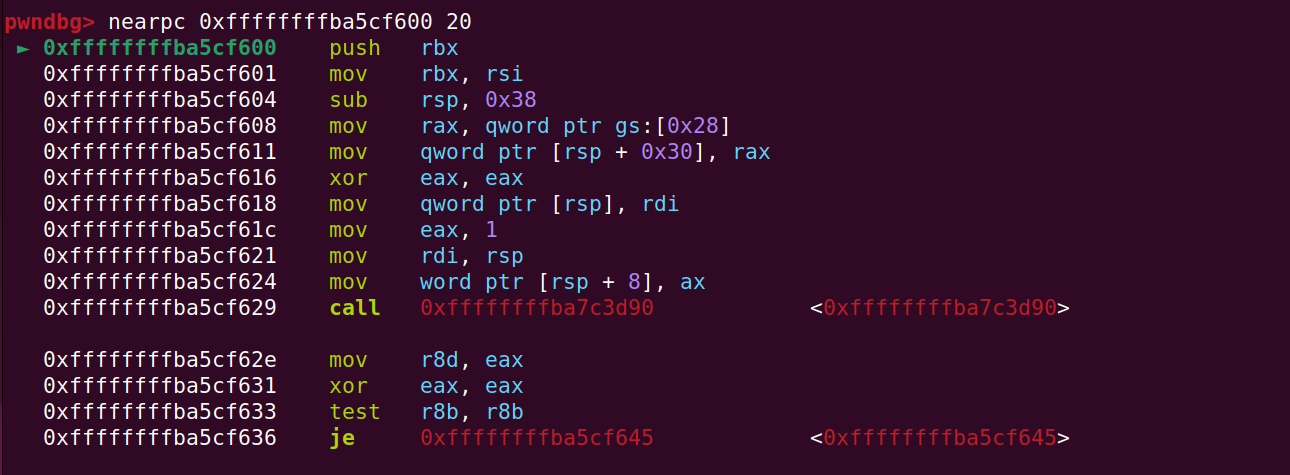 pwndbg> nearpc 0xffffffffba5cf600 20
► 0xffffffffba5cf600    push   rbx
0xffffffffba5cf601    mov    rbx, rsi
0xffffffffba5cf604    sub    rsp, 0x38
0xffffffffba5cf608    mov    rax, qword ptr gs:[0x28]
0xffffffffba5cf611    mov    qword ptr [rsp + 0x30], rax
0xffffffffba5cf616    xor    eax, eax
0xffffffffba5cf618    mov    qword ptr [rsp], rdi
0xffffffffba5cf61c    mov    eax, 1
0xffffffffba5cf621    mov    rdi, rsp
0xffffffffba5cf624    mov    word ptr [rsp + 8], ax
0xffffffffba5cf629    call   0xffffffffba7c3d90            <0xffffffffba7c3d90>
0xffffffffba5cf62e    mov    r8d, eax
0xffffffffba5cf631    xor    eax, eax
0xffffffffba5cf633    test   r8b, r8b
0xffffffffba5cf636    je     0xffffffffba5cf645            <0xffffffffba5cf645>